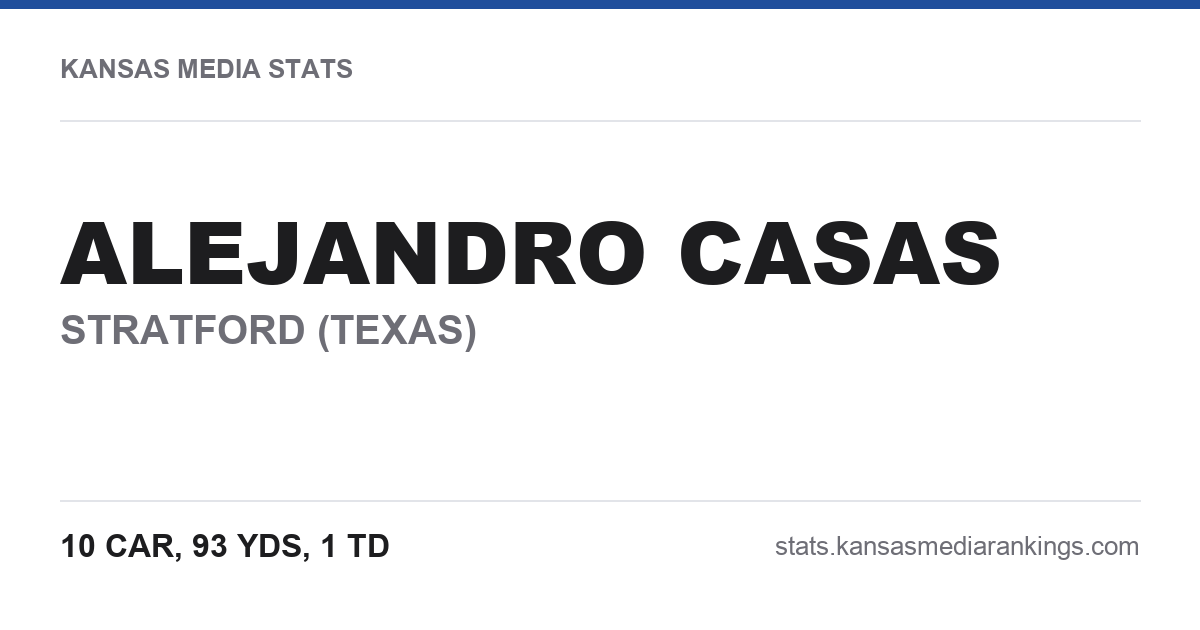 KANSAS MEDIA STATS
ALEJANDRO CASAS
STRATFORD (TEXAS)
10 CAR, 93 YDS, 1 TD
stats.kansasmediarankings.com